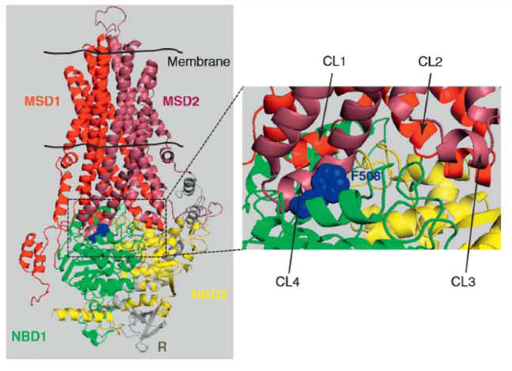 Membrane
MSD1
MSD2
NBD2
NBD1
R
CL1
CL2
F508
CL4
CL3